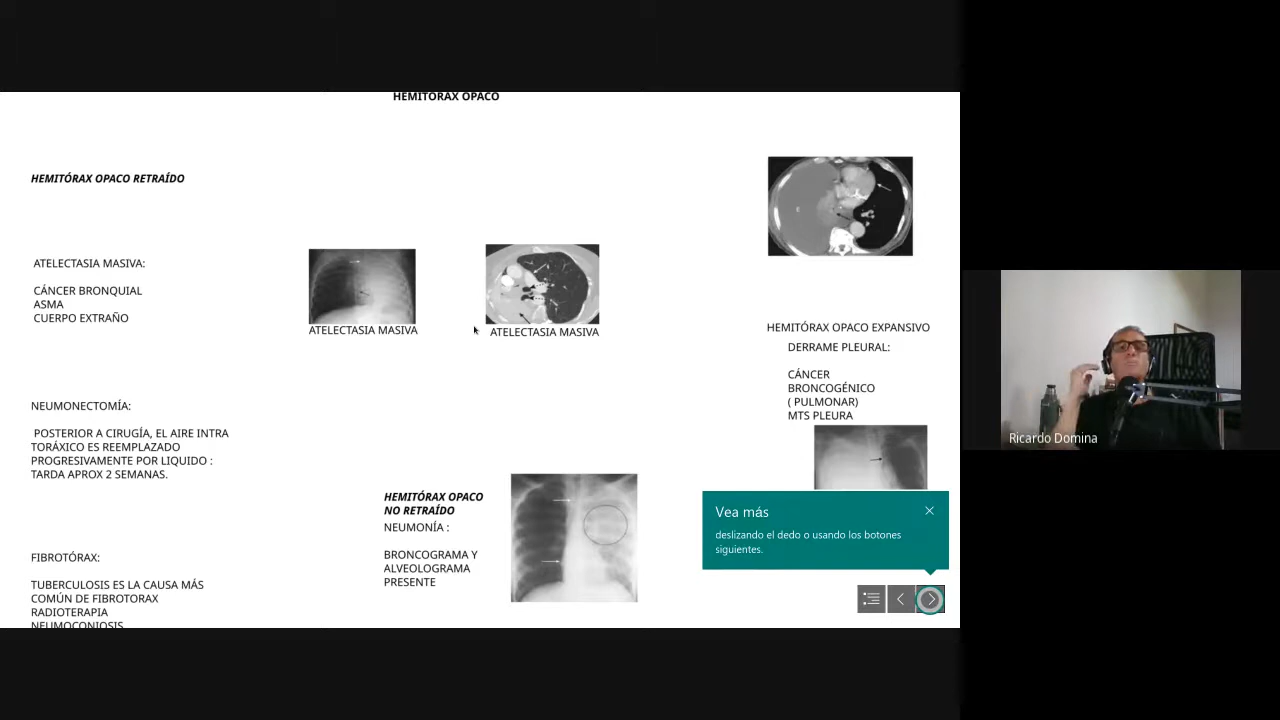 HEMITORAX OPACO
HEMITÓRAX OPACO RETRAÍDO
ATELECTASIA MASIVA:
CÁNCER BRONQUIAL
ASMA
CUERPO EXTRAÑO
ATELECTASIA MASIVA
ATELECTASIA MASIVA
NEUMONECTOMÍA:
POSTERIOR A CIRUGÍA, EL AIRE INTRA
TORÁXICO ES REEMPLAZADO
PROGRESIVAMENTE POR LIQUIDO :
TARDA APROX 2 SEMANAS.
FIBROTÓRAX:
TUBERCULOSIS ES LA CAUSA MÁS
COMÚN DE FIBROTORAX
RADIOTERAPIA
NEUMOCONIOSIS
HEMITÓRAX OPACO
NO RETRAÍDO
NEUMONÍA :
BRONCOGRAMA Y
ALVEOLOGRAMA
PRESENTE
HEMITÓRAX OPACO EXPANSIVO
DERRAME PLEURAL:
CÁNCER
BRONCOGÉNICO
( PULMONAR)
MTS PLEURA
Vea más
deslizando el dedo o usando los botones
siguientes.
Ricardo Domina